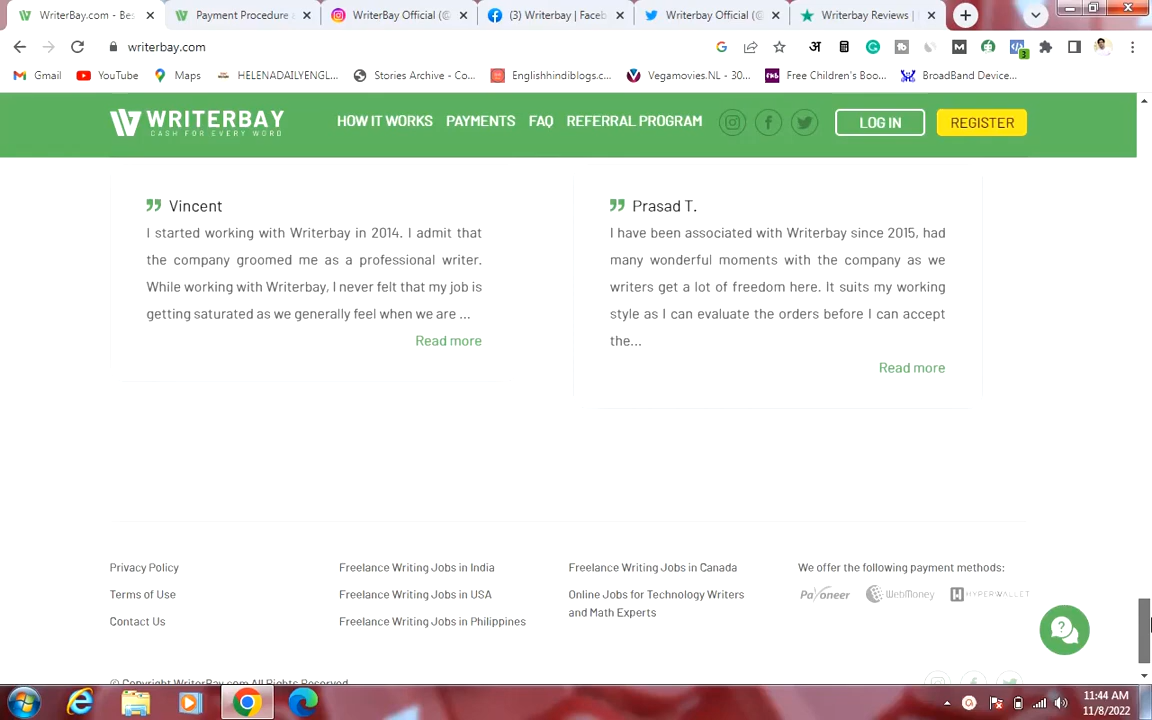 WriterBay.com - Bes
Payment Procedure
WriterBay Official (@
(3) Writerbay | Faceb
Writerbay Official (
Writerbay Reviews |
writerbay.com
Gmail
YouTube
Maps
HELENADAILYENGL...
Stories Archive - Co...
Englishhindiblogs.c...
Vegamovies.NL - 30...
Free Children's Boo...
BroadBand Device...
WRITERBAY
CASH FOR EVERY WORD
HOW IT WORKS
PAYMENTS
FAQ
REFERRAL PROGRAM
LOG IN
REGISTER
Vincent
I started working with Writerbay in 2014. I admit that
the company groomed me as a professional writer.
While working with Writerbay, I never felt that my job is
getting saturated as we generally feel when we are ...
Read more
Prasad T.
I have been associated with Writerbay since 2015, had
many wonderful moments with the company as we
writers get a lot of freedom here. It suits my working
style as I can evaluate the orders before I can accept
the...
Read more
Privacy Policy
Terms of Use
Contact Us
Freelance Writing Jobs in India
Freelance Writing Jobs in USA
Freelance Writing Jobs in Philippines
Freelance Writing Jobs in Canada
Online Jobs for Technology Writers
and Math Experts
We offer the following payment methods:
Payoneer
WebMoney
HYPERWALLET
© Copyright WriterBay.com All Rights Reserved
11:44 AM
11/8/2022